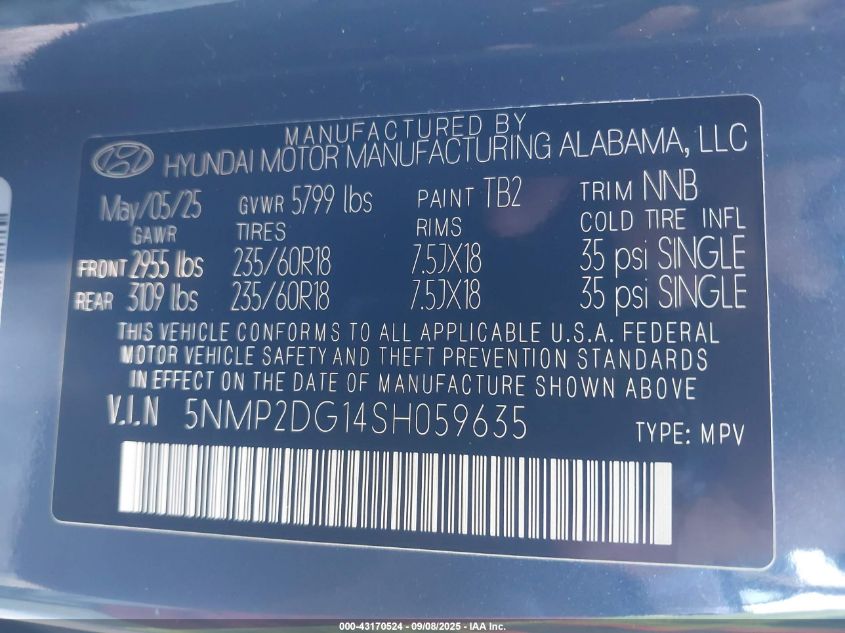 MANUFACTURED BY
HYUNDAI MOTOR MANUFACTURING ALABAMA, LLC
May/05/25 GVWR 5799 lbs PAINT TB2 TRIM NNB
GAWR TIRES RIMS COLD TIRE INFL
FRONT 2955 lbs 235/60R18 7.5JX18 35 psi SINGLE
REAR 3109 lbs 235/60R18 7.5JX18 35 psi SINGLE
THIS VEHICLE CONFORMS TO ALL APPLICABLE U.S.A. FEDERAL
MOTOR VEHICLE SAFETY AND THEFT PREVENTION STANDARDS
IN EFFECT ON THE DATE OF MANUFACTURE SHOWN ABOVE.
V.I.N 5NMP2DG14SH059635 TYPE: MPV
000-43170524 - 09/08/2025 - IAA Inc.